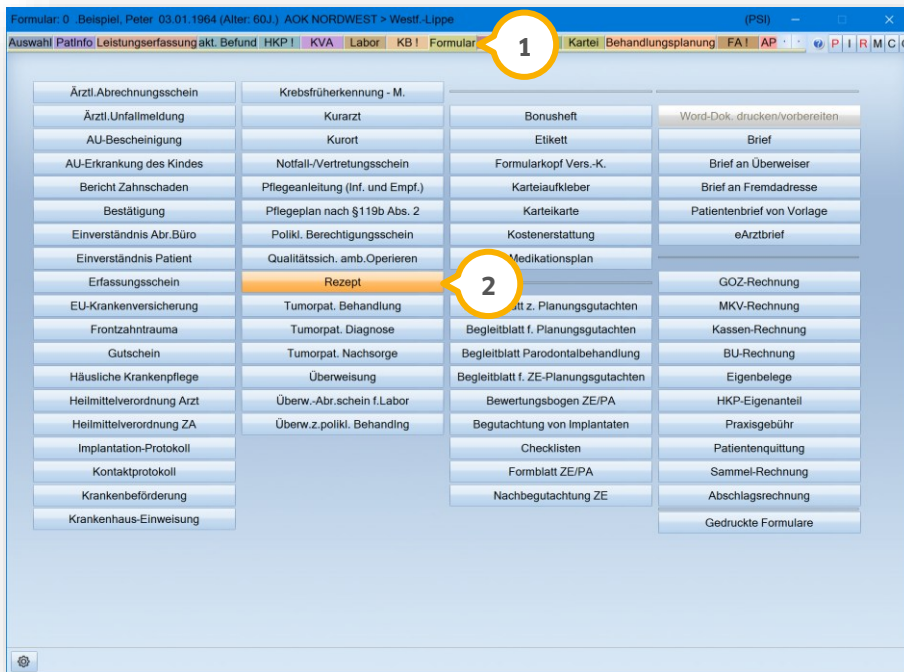 Formular: 0 .Beispiel, Peter 03.01.1964 (Alter: 60J.) AOK NORDWEST > Westf.-Lippe (PSI)
Auswahl PatInfo Leistungserfassung akt. Befund HKP ! KVA Labor KB ! Formular 1 Kartei Behandlungsplanung FA ! AP P I R M C
Ärztl.Abrechnungsschein
Ärztl.Unfallmeldung
AU-Bescheinigung
AU-Erkrankung des Kindes
Bericht Zahnschaden
Bestätigung
Einverständnis Abr.Büro
Einverständnis Patient
Erfassungsschein
EU-Krankenversicherung
Frontzahntrauma
Gutschein
Häusliche Krankenpflege
Heilmittelverordnung Arzt
Heilmittelverordnung ZA
Implantation-Protokoll
Kontaktprotokoll
Krankenbeförderung
Krankenhaus-Einweisung
Krebsfrüherkennung - M.
Kurarzt
Kurort
Notfall-/Vertretungsschein
Pflegeanleitung (Inf. und Empf.)
Pflegeplan nach §119b Abs. 2
Polikl. Berechtigungsschein
Qualitätssich. amb.Operieren
Rezept
2
Tumorpat. Behandlung
Tumorpat. Diagnose
Tumorpat. Nachsorge
Überweisung
Überw.-Abr.schein f.Labor
Überw.z.polikl. Behandlng
Bonusheft
Etikett
Formularkopf Vers.-K.
Karteiaufkleber
Karteikarte
Kostenerstattung
Medikationsplan
z. Planungsgutachten
Begleitblatt f. Planungsgutachten
Begleitblatt Parodontalbehandlung
Begleitblatt f. ZE-Planungsgutachten
Bewertungsbogen ZE/PA
Begutachtung von Implantaten
Checklisten
Formblatt ZE/PA
Nachbegutachtung ZE
Word-Dok. drucken/vorbereiten
Brief
Brief an Überweiser
Brief an Fremdadresse
Patientenbrief von Vorlage
eArztbrief
GOZ-Rechnung
MKV-Rechnung
Kassen-Rechnung
BU-Rechnung
Eigenbelege
HKP-Eigenanteil
Praxisgebühr
Patientenquittung
Sammel-Rechnung
Abschlagsrechnung
Gedruckte Formulare